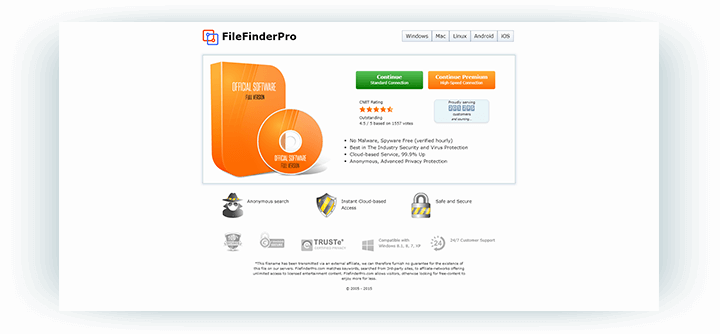 FileFinderPro
Windows Mac Linux Android iOS
OFFICIAL SOFTWARE
FULL VERSION
OFFICIAL SOFTWARE
FULL VERSION
Continue
Standard Connection
Continue Premium
High-Speed Connection
CNET Rating
Outstanding
4.5 / 5 based on 1557 votes
Proudly serving
customers
and counting...
No Malware, Spyware Free (verified hourly)
Best in The Industry Security and Virus Protection
Cloud-based Service, 99.9% Up
Anonymous, Advanced Privacy Protection
Anonymous search
Instant Cloud-based
Access
Safe and Secure
TRUSTe
Compatible with
Windows 8.1, 8, 7, XP
24
24/7 Customer Support
*This filename has been transmitted via an external affiliate, we can therefore furnish no guarantee for the existence
of this file on our servers. FileFinderPro.com matches keywords, searched from 3rd-party sites, to affiliate networks offering
unlimited access to licensed entertainment content. FileFinderPro.com allows visitors, otherwise looking for free-content to
enjoy more for less.
© 2005 - 2015